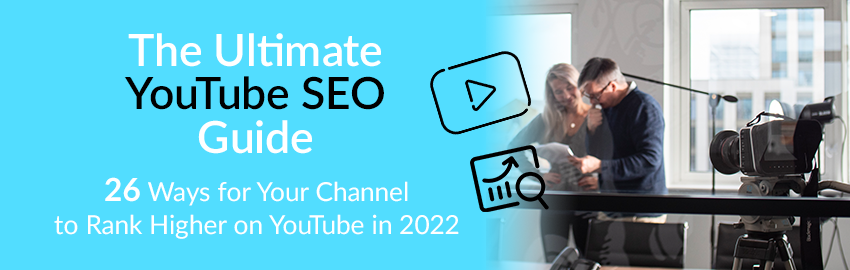 The Ultimate
YouTube SEO
Guide
26 Ways for Your Channel
to Rank Higher on YouTube in 2022